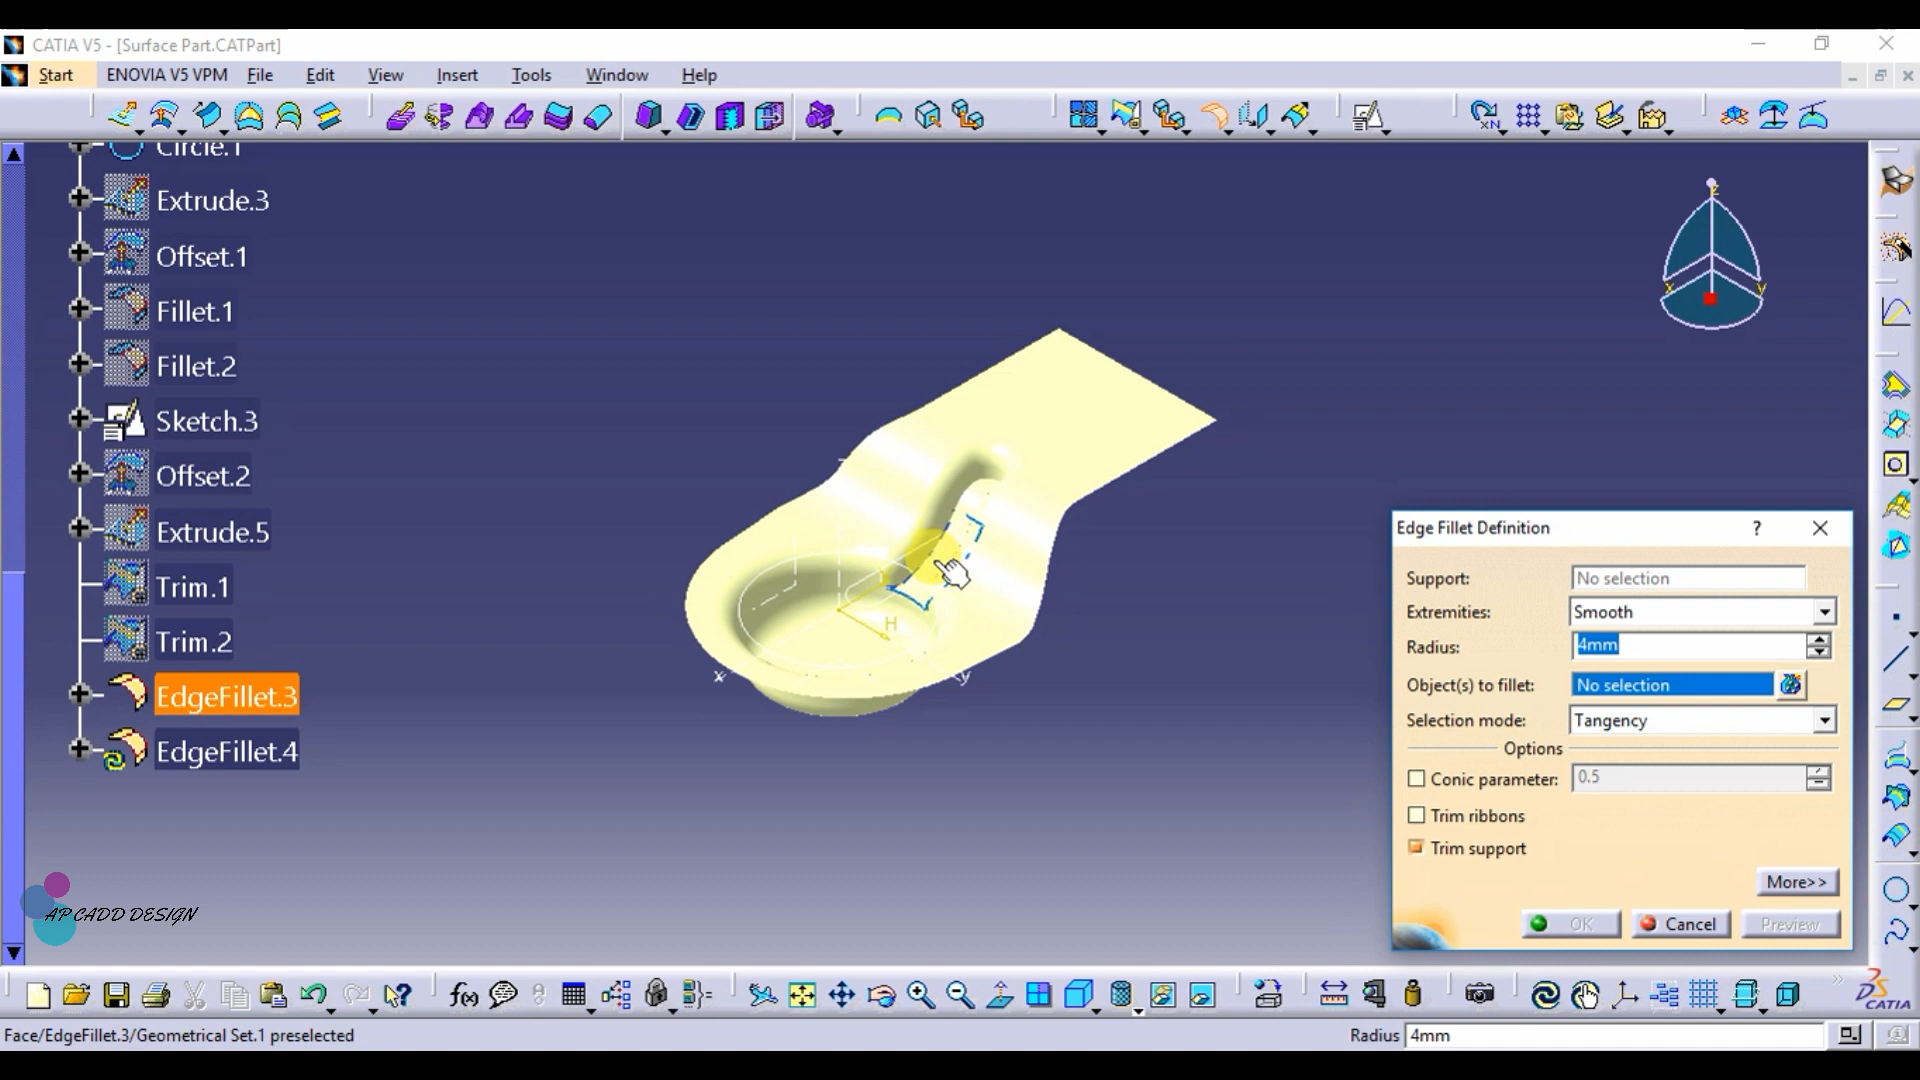 CATIA V5 - [Surface Part.CATPart]
Start ENOVIA V5 VPM File Edit View Insert Tools Window Help
Circle.1
Extrude.3
Offset.1
Fillet.1
Fillet.2
Sketch.3
Offset.2
Extrude.5
Trim.1
Trim.2
EdgeFillet.3
EdgeFillet.4
z
x
y
H
x
y
Edge Fillet Definition ? 
Support: No selection
Extremities: Smooth
Radius: 4mm
Object(s) to fillet: No selection
Selection mode: Tangency
Options
Conic parameter: 0.5
Trim ribbons
Trim support
More>>
OK Cancel Preview
AP CADD DESIGN
f(x)
CATIA
Face/EdgeFillet.3/Geometrical Set.1 preselected
Radius 4mm